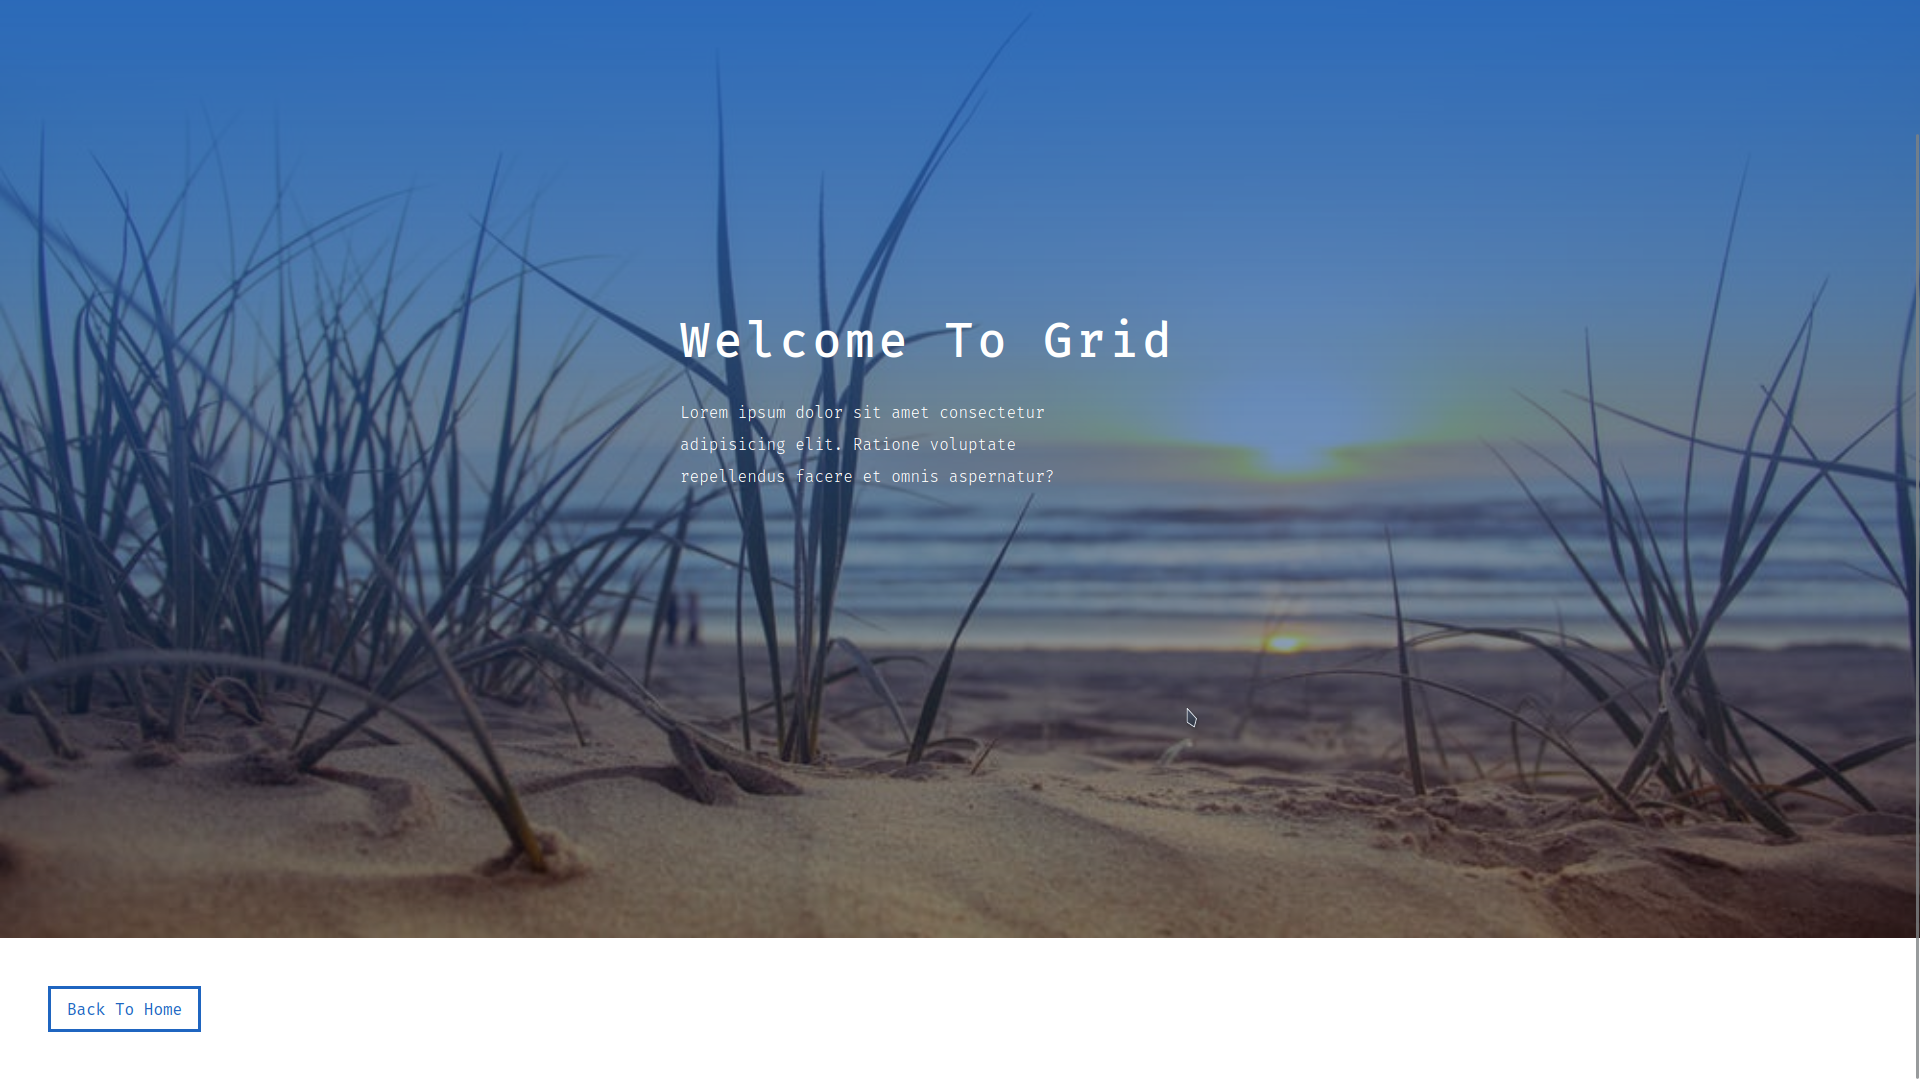 Welcome To Grid
Lorem ipsum dolor sit amet consectetur
adipisicing elit. Ratione voluptate
repellendus facere et omnis aspernatur?
Back To Home